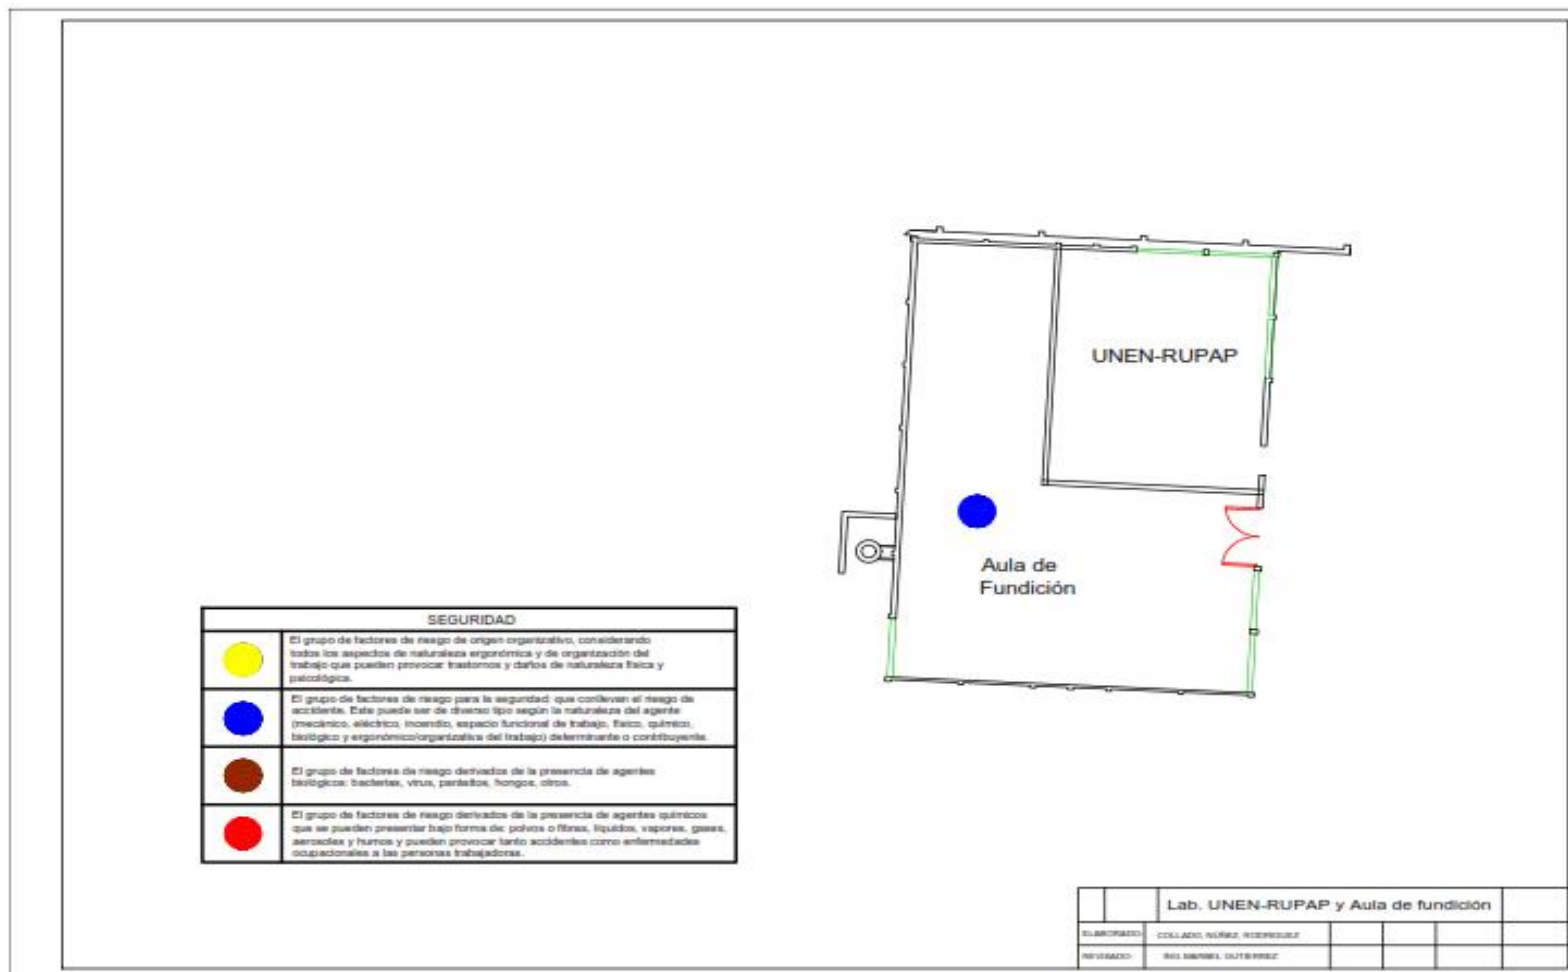 UNEN-RUPAP
Aula de
Fundición
SEGURIDAD
El grupo de factores de riesgo de origen organizativo, considerando
todos los aspectos de naturaleza ergonómica y de organización del
trabajo que pueden provocar trastornos y daños de naturaleza física y
psicológica.
El grupo de factores de riesgo para la seguridad: que conllevan el riesgo de
accidente. Este puede ser de diverso tipo según la naturaleza del agente
(mecánico, eléctrico, incendio, espacio funcional de trabajo, físico, químico,
biológico y ergonómico/organizativa del trabajo) determinante o contribuyente.
El grupo de factores de riesgo derivados de la presencia de agentes
biológicos: bacterias, virus, parásitos, hongos, otros.
El grupo de factores de riesgo derivados de la presencia de agentes químicos
que se pueden presentar bajo forma de: polvos o fibras, líquidos, vapores, gases,
aerosoles y humos y pueden provocar tanto accidentes como enfermedades
ocupacionales a las personas trabajadoras.
Lab. UNEN-RUPAP y Aula de fundición
ELABORADO: COLLADO, NÚÑEZ, RODRIGUEZ
REVISADO: ING. MARIBEL GUTIERREZ